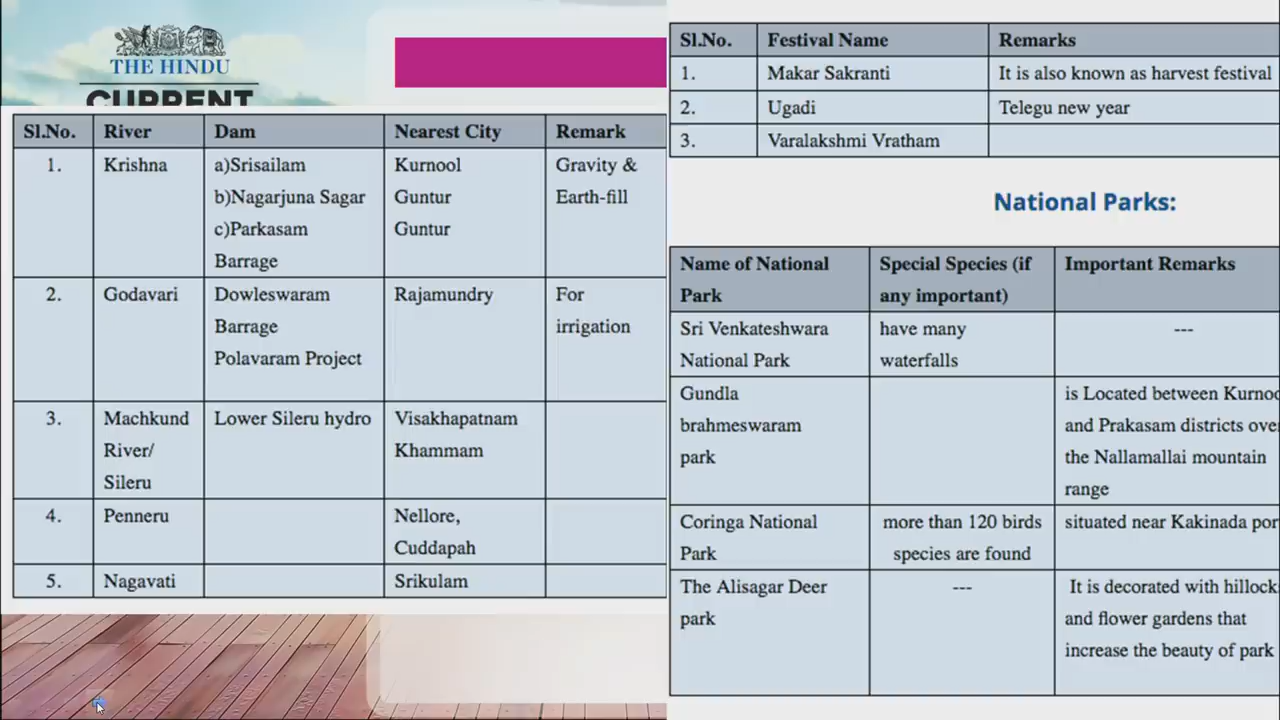 THE HINDU
CURRENT
Sl.No. River Dam Nearest City Remark
1. Krishna a)Srisailam Kurnool Gravity &
b)Nagarjuna Sagar Guntur Earth-fill
c)Parkasam Guntur
Barrage
2. Godavari Dowleswaram Rajamundry For
Barrage irrigation
Polavaram Project
3. Machkund Lower Sileru hydro Visakhapatnam
River/ Khammam
Sileru
4. Penneru Nellore,
Cuddapah
5. Nagavati Srikulam
Sl.No. Festival Name Remarks
1. Makar Sakranti It is also known as harvest festival
2. Ugadi Telegu new year
3. Varalakshmi Vratham
National Parks:
Name of National Special Species (if Important Remarks
Park any important)
Sri Venkateshwara have many ---
National Park waterfalls
Gundla is Located between
brahmeswaram and Prakasam districts
park the Nallamallai mountain
range
Coringa National more than 120 birds situated near Kakinada
Park species are found
The Alisagar Deer --- It is decorated with hillock
park and flower gardens that
increase the beauty of park